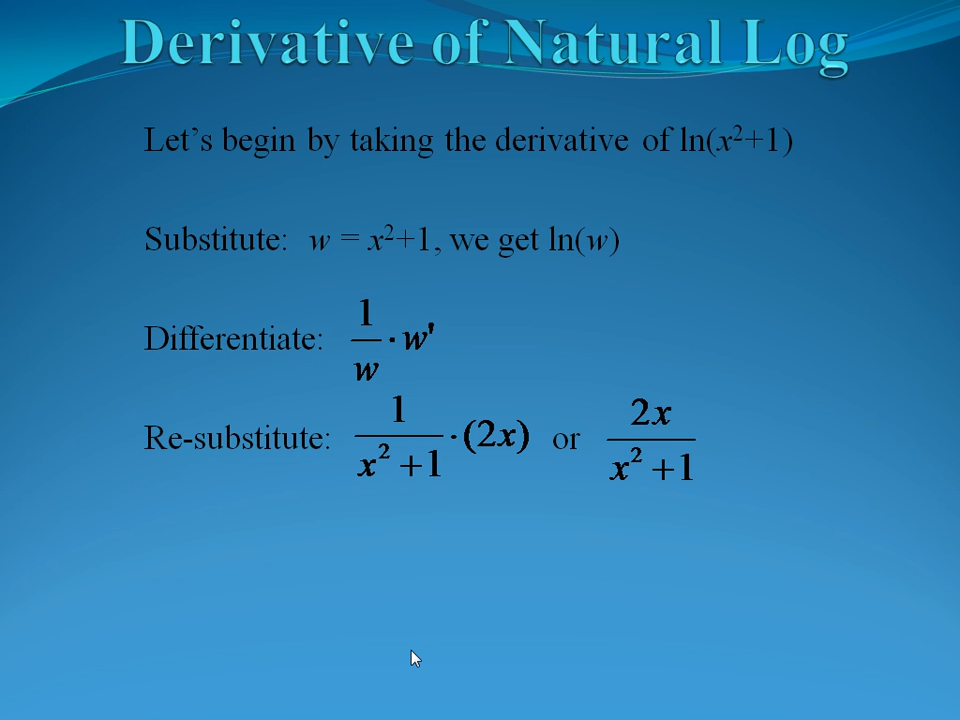 Derivative of Natural Log
Let's begin by taking the derivative of ln(x²+1)
Substitute: w = x²+1, we get ln(w)
Differentiate: 1/w · w'
Re-substitute: 1/(x²+1) · (2x) or 2x/(x²+1)